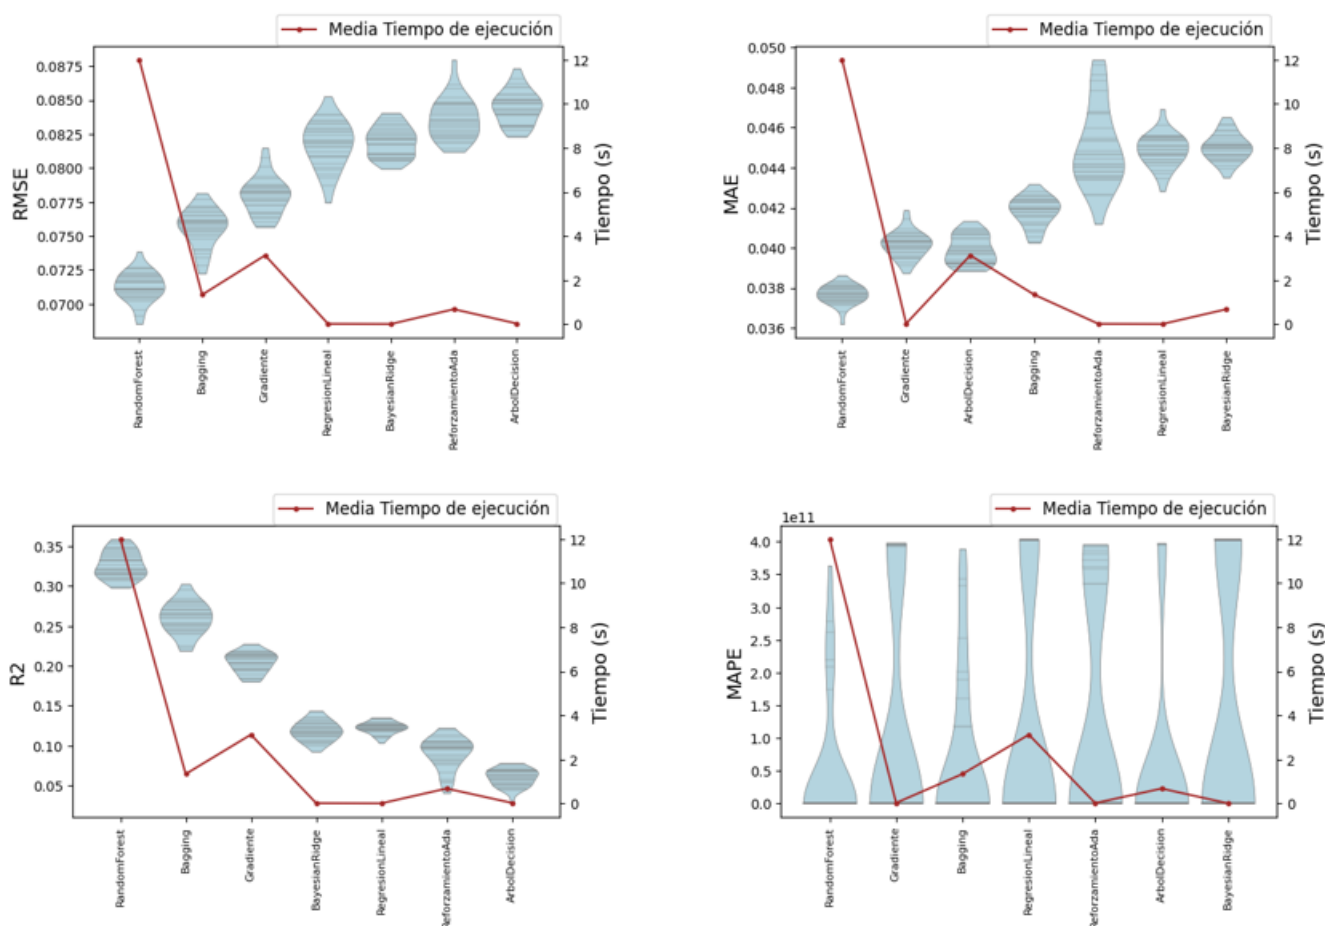 Media Tiempo de ejecución
0.0875
0.0850
0.0825
0.0800
0.0775
0.0750
0.0725
0.0700
RMSE
12
10
8
6
4
2
0
Tiempo (s)
RandomForest
Bagging
Gradiente
RegresionLineal
BayesianRidge
ReforzamientoAda
ArbolDecision
Media Tiempo de ejecución
0.050
0.048
0.046
0.044
0.042
0.040
0.038
0.036
MAE
12
10
8
6
4
2
0
Tiempo (s)
RandomForest
Gradiente
ArbolDecision
Bagging
ReforzamientoAda
RegresionLineal
BayesianRidge
Media Tiempo de ejecución
0.35
0.30
0.25
0.20
0.15
0.10
0.05
R2
12
10
8
6
4
2
0
Tiempo (s)
RandomForest
Bagging
Gradiente
BayesianRidge
RegresionLineal
ReforzamientoAda
ArbolDecision
Media Tiempo de ejecución
1e11
4.0
3.5
3.0
2.5
2.0
1.5
1.0
0.5
0.0
MAPE
12
10
8
6
4
2
0
Tiempo (s)
RandomForest
Gradiente
Bagging
RegresionLineal
ReforzamientoAda
ArbolDecision
BayesianRidge